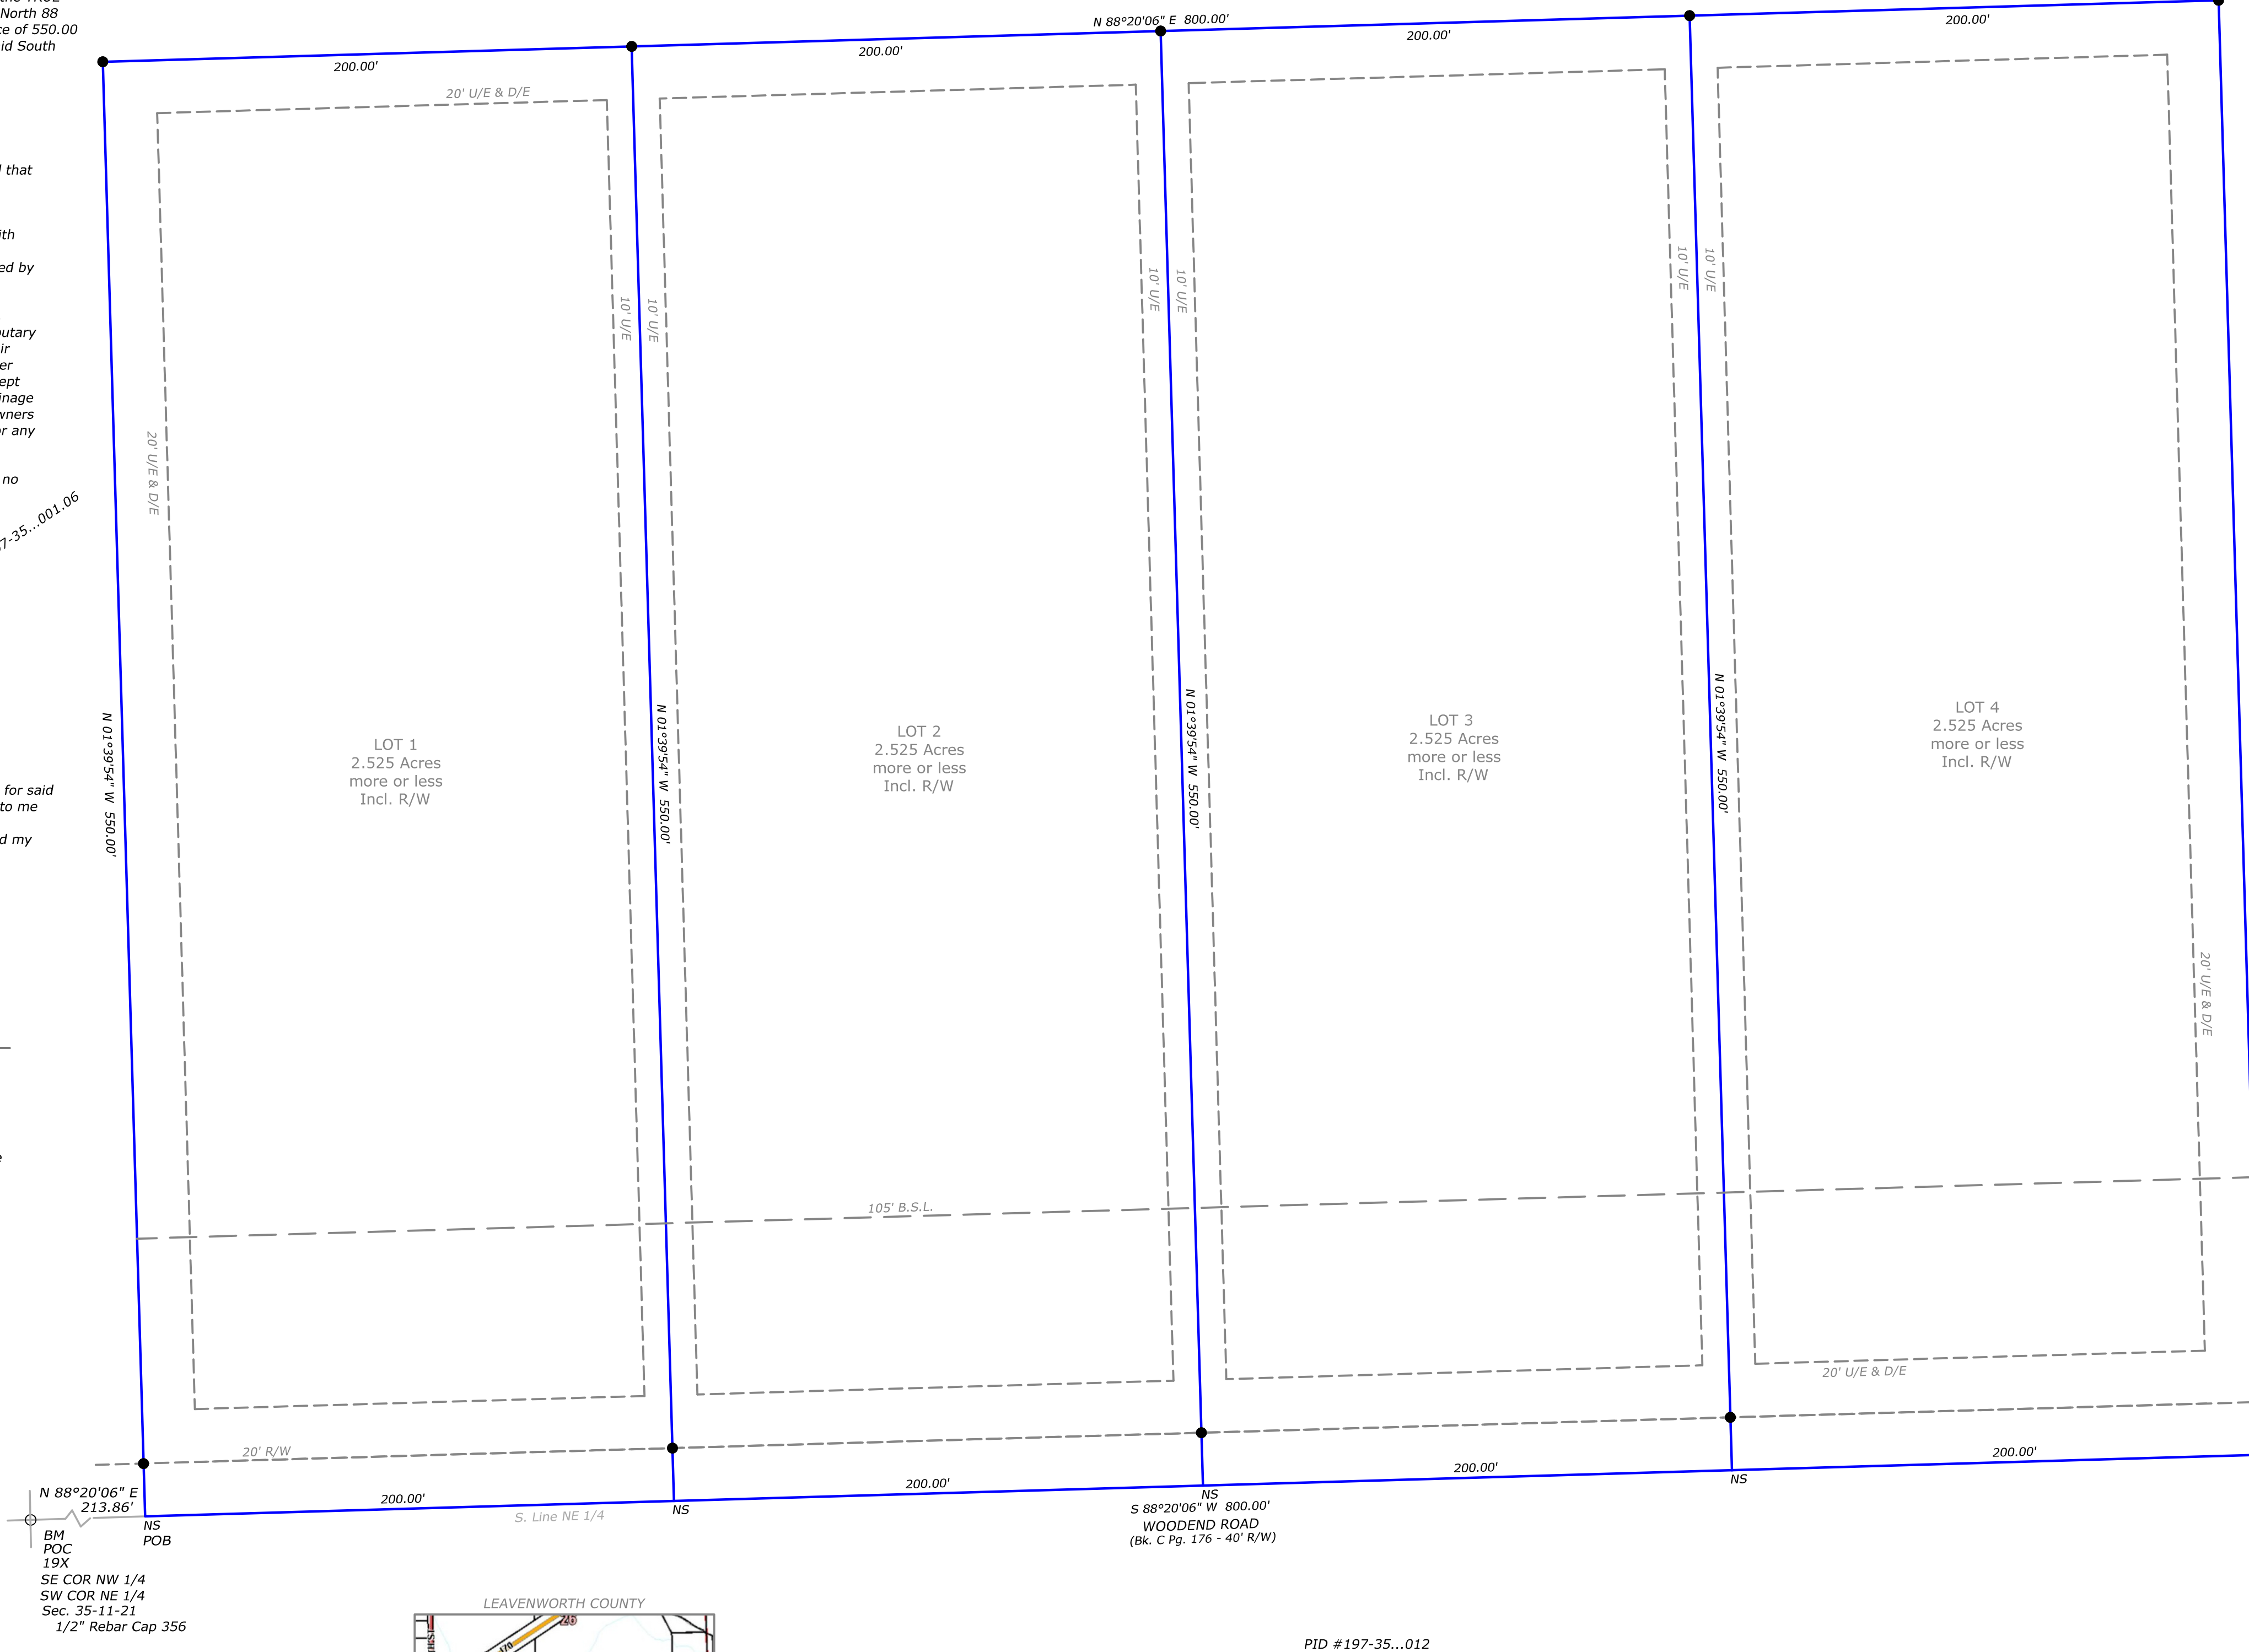 North 88
ce of 550.00
id South
N 88°20'06" E 800.00'
200.00'
200.00'
200.00'
200.00'
20' U/E & D/E
l that
ith
ed by
butary
ir
er
ept
inage
wners
or any
no
7-35...001.06
20' U/E & D/E
10' U/E
10' U/E
10' U/E
10' U/E
10' U/E
10' U/E
N 01°39'54" W 550.00'
N 01°39'54" W 550.00'
N 01°39'54" W 550.00'
N 01°39'54" W 550.00'
LOT 1
2.525 Acres
more or less
Incl. R/W
LOT 2
2.525 Acres
more or less
Incl. R/W
LOT 3
2.525 Acres
more or less
Incl. R/W
LOT 4
2.525 Acres
more or less
Incl. R/W
for said
to me
d my
20' U/E & D/E
105' B.S.L.
20' U/E & D/E
20' R/W
N 88°20'06" E
213.86'
200.00'
200.00'
200.00'
200.00'
S. Line NE 1/4
NS
POB
NS
NS
NS
S 88°20'06" W 800.00'
WOODEND ROAD
(Bk. C Pg. 176 - 40' R/W)
BM
POC
19X
SE COR NW 1/4
SW COR NE 1/4
Sec. 35-11-21
1/2" Rebar Cap 356
LEAVENWORTH COUNTY
26
PID #197-35...012